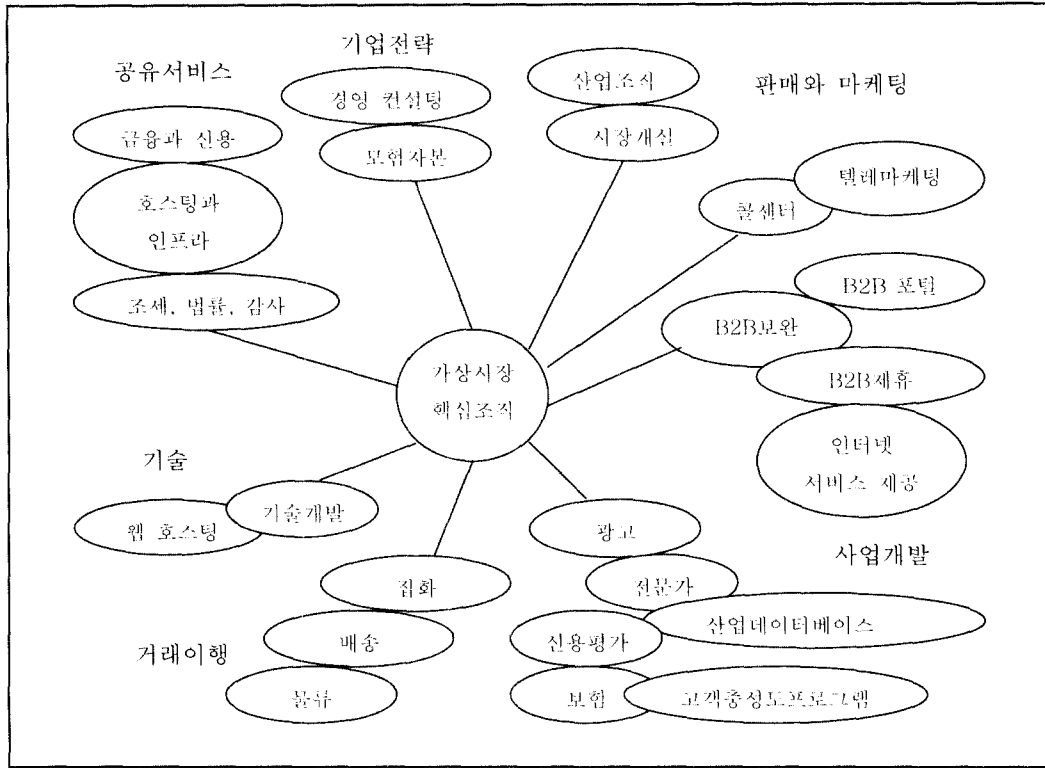 공유서비스
기업전략
판매와 마케팅
금융과 신용
호스팅과
인프라
조세, 법률, 감사
경영 컨설팅
모험자본
산업조직
시장개설
콜센터
텔레마케팅
B2B 포털
B2B보완
B2B제휴
인터넷
서비스 제공
가상시장
핵심조직
기술
웹 호스팅
기술개발
거래이행
집화
배송
물류
사업개발
광고
전문가
산업데이터베이스
신용평가
보험
고객충성도프로그램